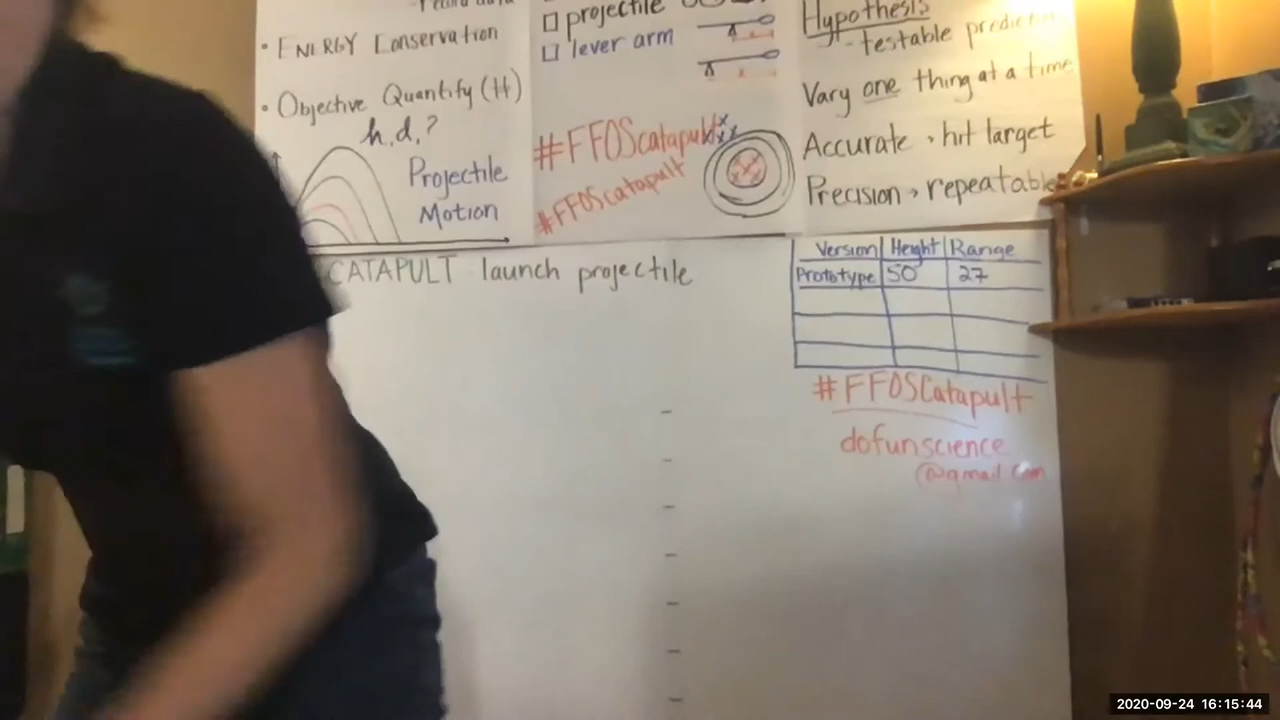 • ENERGY Conservation
• Objective Quantify (#)
h, d, ?
Projectile
Motion
projectile
lever arm
#FFOScatapult
#FFOScatapult
Hypothesis
- testable
Vary one thing at a time
Accurate → hit target
Precision → repeatable
CATAPULT launch projectile
Version Height Range
Prototype 50 27
#FFOSCatapult
dofunscience
@gmail.com
2020-09-24 16:15:44